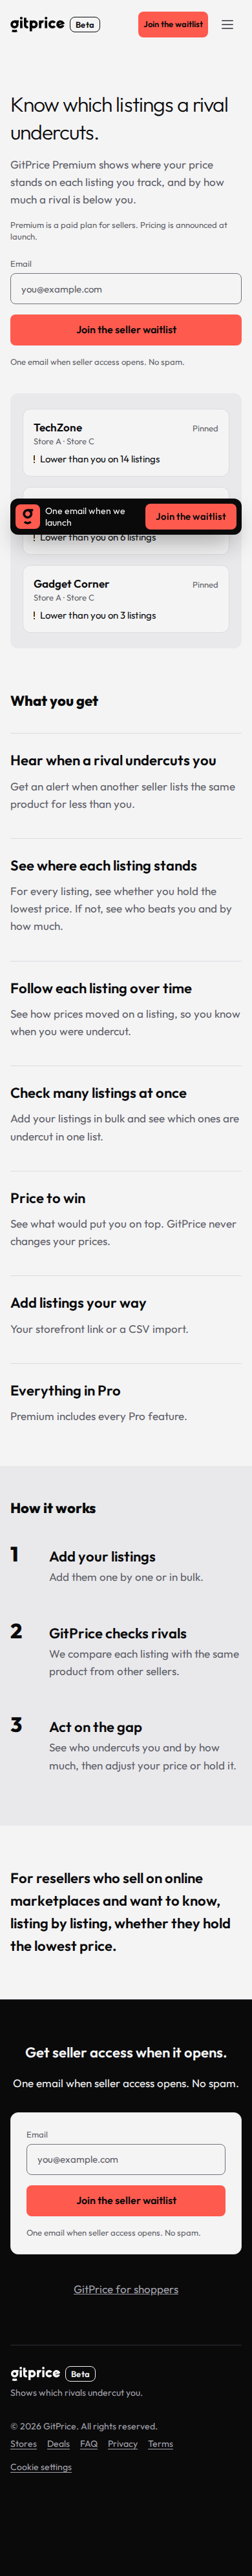 gitprice Beta Join the waitlist
Know which listings a rival
undercuts.
GitPrice Premium shows where your price
stands on each listing you track, and by how
much a rival is below you.
Premium is a paid plan for sellers. Pricing is announced at
launch.
Email
you@example.com
Join the seller waitlist
One email when seller access opens. No spam.
TechZone Pinned
Store A · Store C
! Lower than you on 14 listings
One email when we
launch
Join the waitlist
! Lower than you on 6 listings
Gadget Corner Pinned
Store A · Store C
! Lower than you on 3 listings
What you get
Hear when a rival undercuts you
Get an alert when another seller lists the same
product for less than you.
See where each listing stands
For every listing, see whether you hold the
lowest price. If not, see who beats you and by
how much.
Follow each listing over time
See how prices moved on a listing, so you know
when you were undercut.
Check many listings at once
Add your listings in bulk and see which ones are
undercut in one list.
Price to win
See what would put you on top. GitPrice never
changes your prices.
Add listings your way
Your storefront link or a CSV import.
Everything in Pro
Premium includes every Pro feature.
How it works
1 Add your listings
Add them one by one or in bulk.
2 GitPrice checks rivals
We compare each listing with the same
product from other sellers.
3 Act on the gap
See who undercuts you and by how
much, then adjust your price or hold it.
For resellers who sell on online
marketplaces and want to know,
listing by listing, whether they hold
the lowest price.
Get seller access when it opens.
One email when seller access opens. No spam.
Email
you@example.com
Join the seller waitlist
One email when seller access opens. No spam.
GitPrice for shoppers
gitprice Beta
Shows which rivals undercut you.
© 2026 GitPrice. All rights reserved.
Stores Deals FAQ Privacy Terms
Cookie settings